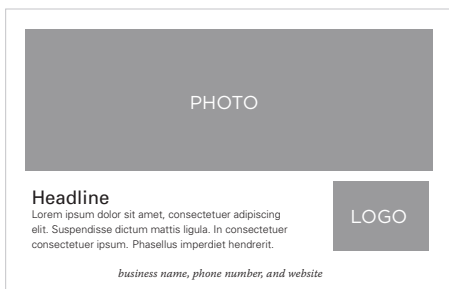 PHOTO
Headline
Lorem ipsum dolor sit amet, consectetuer adipiscing
elit. Suspendisse dictum mattis ligula. In consectetuer
consectetuer ipsum. Phasellus imperdiet hendrerit.
LOGO
business name, phone number, and website